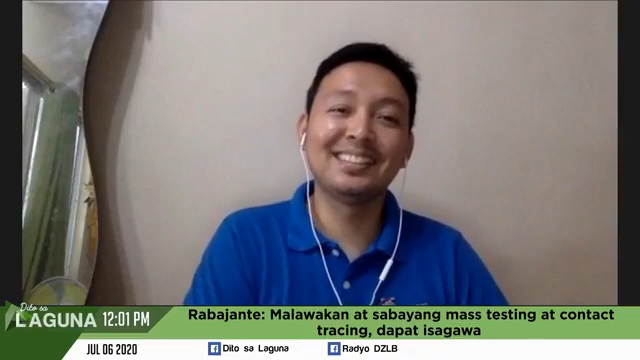 Rabajante: Malawakan at sabayang mass testing at contact
tracing, dapat isagawa
Dito sa
LAGUNA 12:01 PM
JUL 06 2020 Dito sa Laguna Radyo DZLB